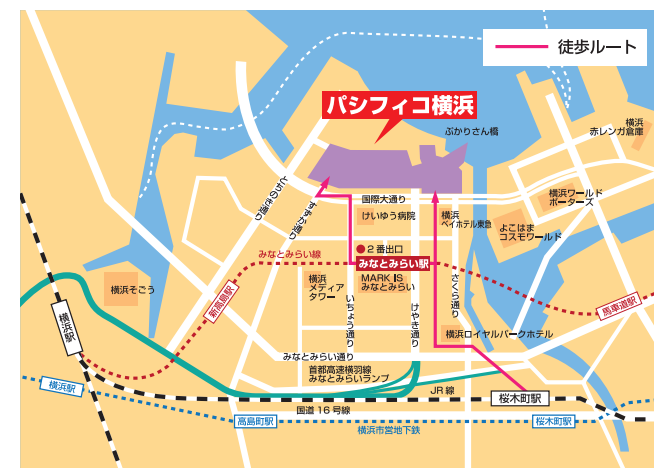 徒歩ルート
パシフィコ横浜
ぷかりさん橋
横浜
赤レンガ倉庫
とちのき通り
すずかけ通り
国際大通り
けいゆう病院
横浜
ベイホテル東急
横浜ワールド
ポーターズ
よこはま
コスモワールド
2番出口
みなとみらい線
みなとみらい駅
MARK IS
みなとみらい
横浜
メディア
タワー
いちょう通り
けやき通り
さくら通り
新高島駅
馬車道駅
横浜そごう
横浜駅
横浜ロイヤルパークホテル
みなとみらい通り
首都高速横羽線
みなとみらいランプ
JR線
桜木町駅
横浜駅
国道16号線
高島町駅
横浜市営地下鉄
桜木町駅